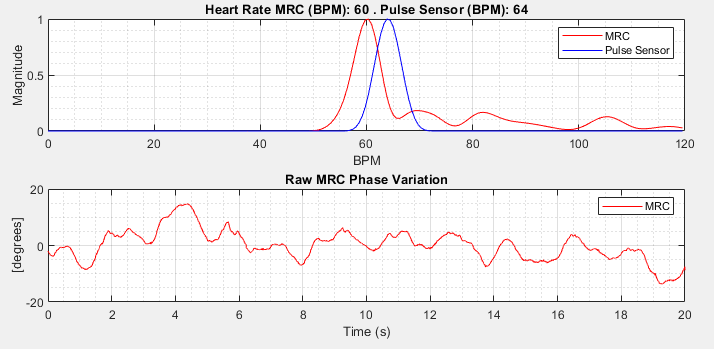 Heart Rate MRC (BPM): 60 . Pulse Sensor (BPM): 64
MRC
Pulse Sensor
Magnitude
1
0.5
0
0 20 40 60 80 100 120
BPM
Raw MRC Phase Variation
MRC
[degrees]
20
0
-20
0 2 4 6 8 10 12 14 16 18 20
Time (s)